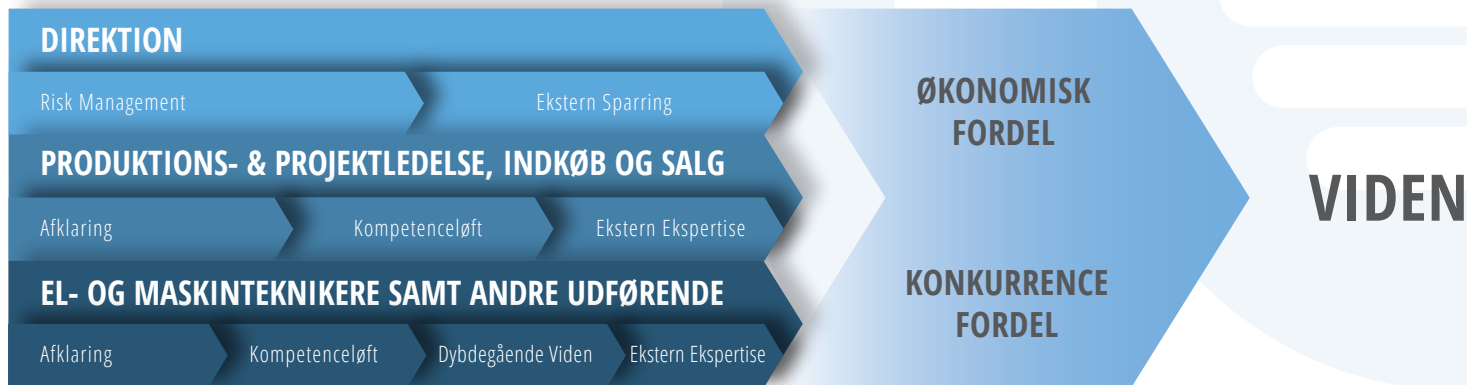 DIREKTION
Risk Management
Ekstern Sparring
PRODUKTIONS- & PROJEKTLEDELSE, INDKØB OG SALG
Afklaring
Kompetenceløft
Ekstern Ekspertise
EL- OG MASKINTEKNIKERE SAMT ANDRE UDFØRENDE
Afklaring
Kompetenceløft
Dybdegående Viden
Ekstern Ekspertise
ØKONOMISK
FORDEL
KONKURRENCE
FORDEL
VIDEN